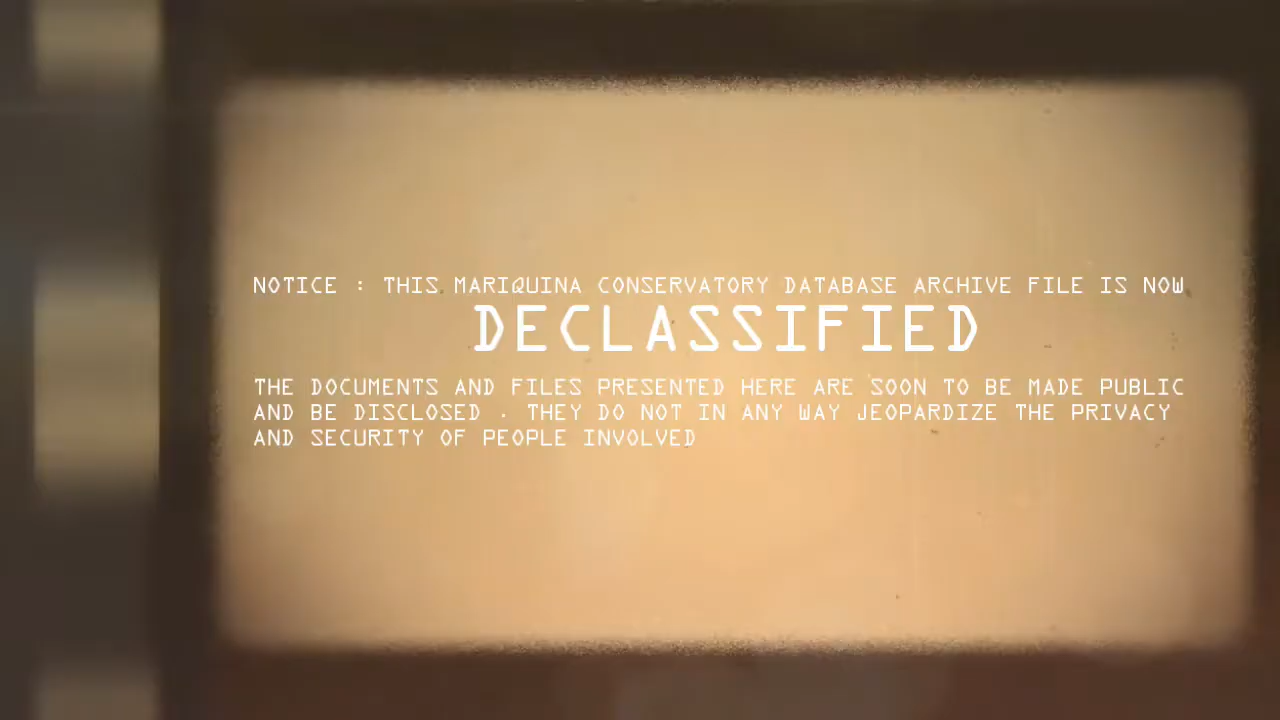 NOTICE : THIS MARIQUINA CONSERVATORY DATABASE ARCHIVE FILE IS NOW
DECLASSIFIED
THE DOCUMENTS AND FILES PRESENTED HERE ARE SOON TO BE MADE PUBLIC
AND BE DISCLOSED . THEY DO NOT IN ANY WAY JEOPARDIZE THE PRIVACY
AND SECURITY OF PEOPLE INVOLVED